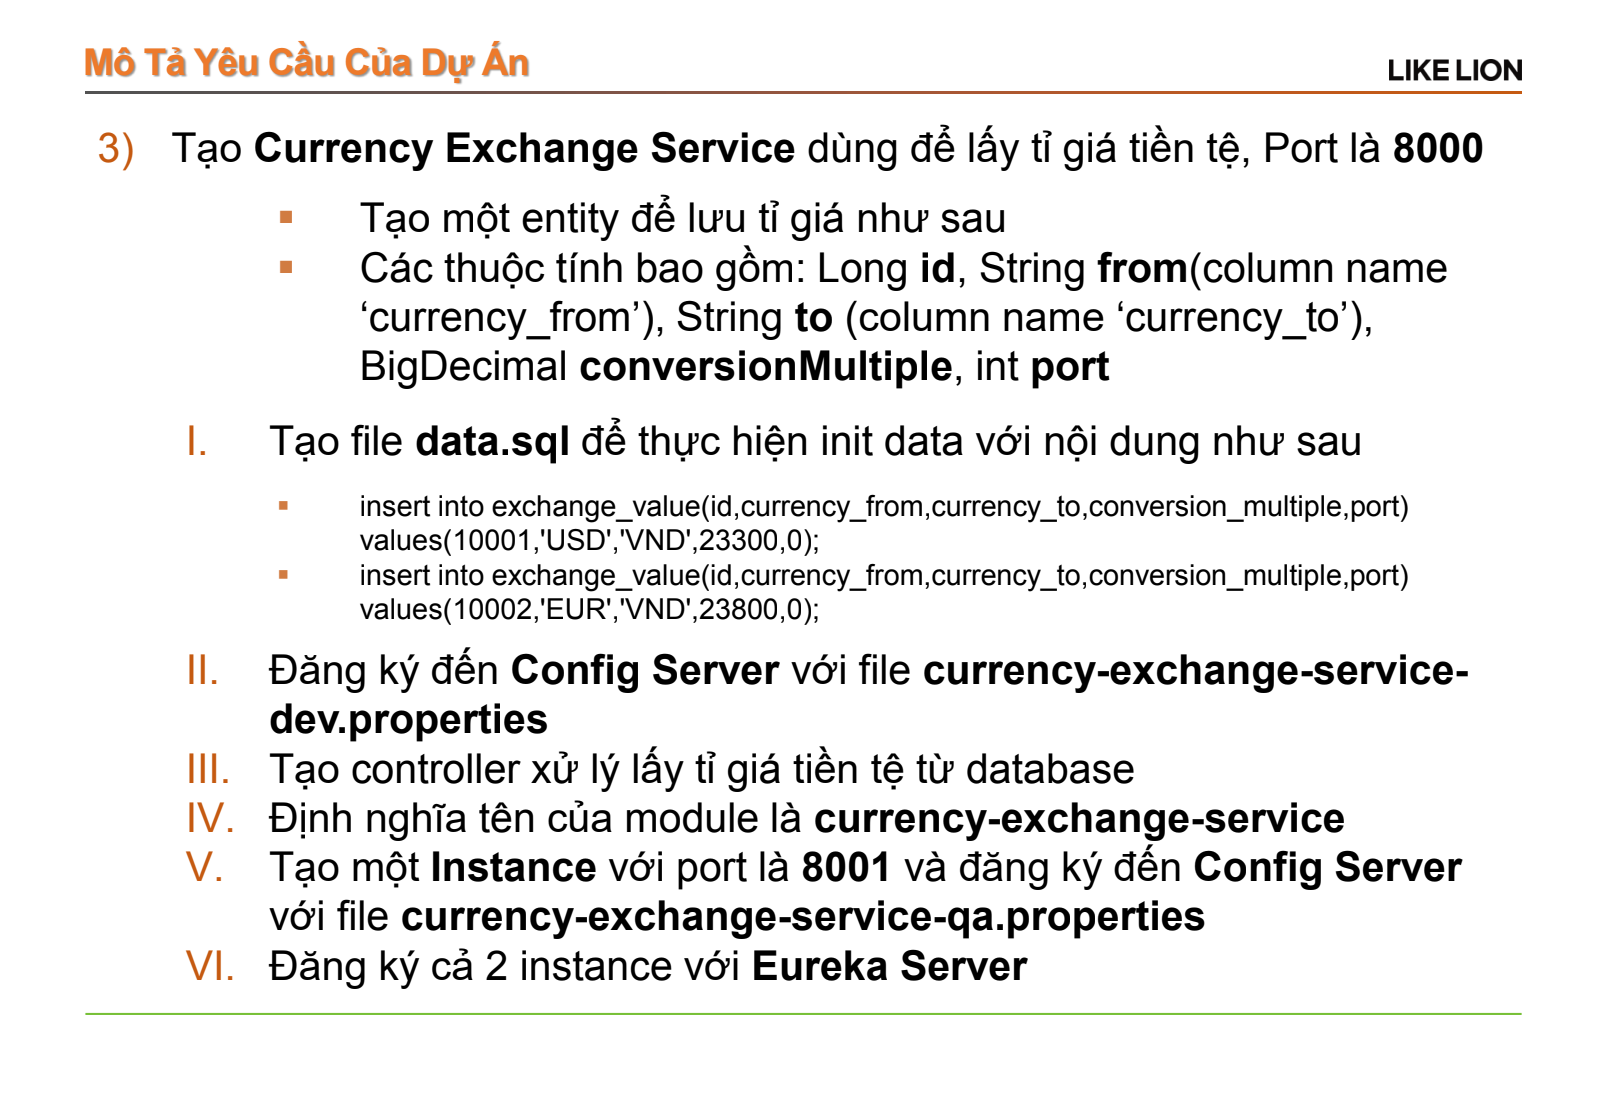 Mô Tả Yêu Cầu Của Dự Án
LIKE LION
3) Tạo Currency Exchange Service dùng để lấy tỉ giá tiền tệ, Port là 8000
▪ Tạo một entity để lưu tỉ giá như sau
▪ Các thuộc tính bao gồm: Long id, String from(column name
‘currency_from’), String to (column name ‘currency_to’),
BigDecimal conversionMultiple, int port
I. Tạo file data.sql để thực hiện init data với nội dung như sau
▪ insert into exchange_value(id,currency_from,currency_to,conversion_multiple,port)
values(10001,'USD','VND',23300,0);
▪ insert into exchange_value(id,currency_from,currency_to,conversion_multiple,port)
values(10002,'EUR','VND',23800,0);
II. Đăng ký đến Config Server với file currency-exchange-service-
dev.properties
III. Tạo controller xử lý lấy tỉ giá tiền tệ từ database
IV. Định nghĩa tên của module là currency-exchange-service
V. Tạo một Instance với port là 8001 và đăng ký đến Config Server
với file currency-exchange-service-qa.properties
VI. Đăng ký cả 2 instance với Eureka Server